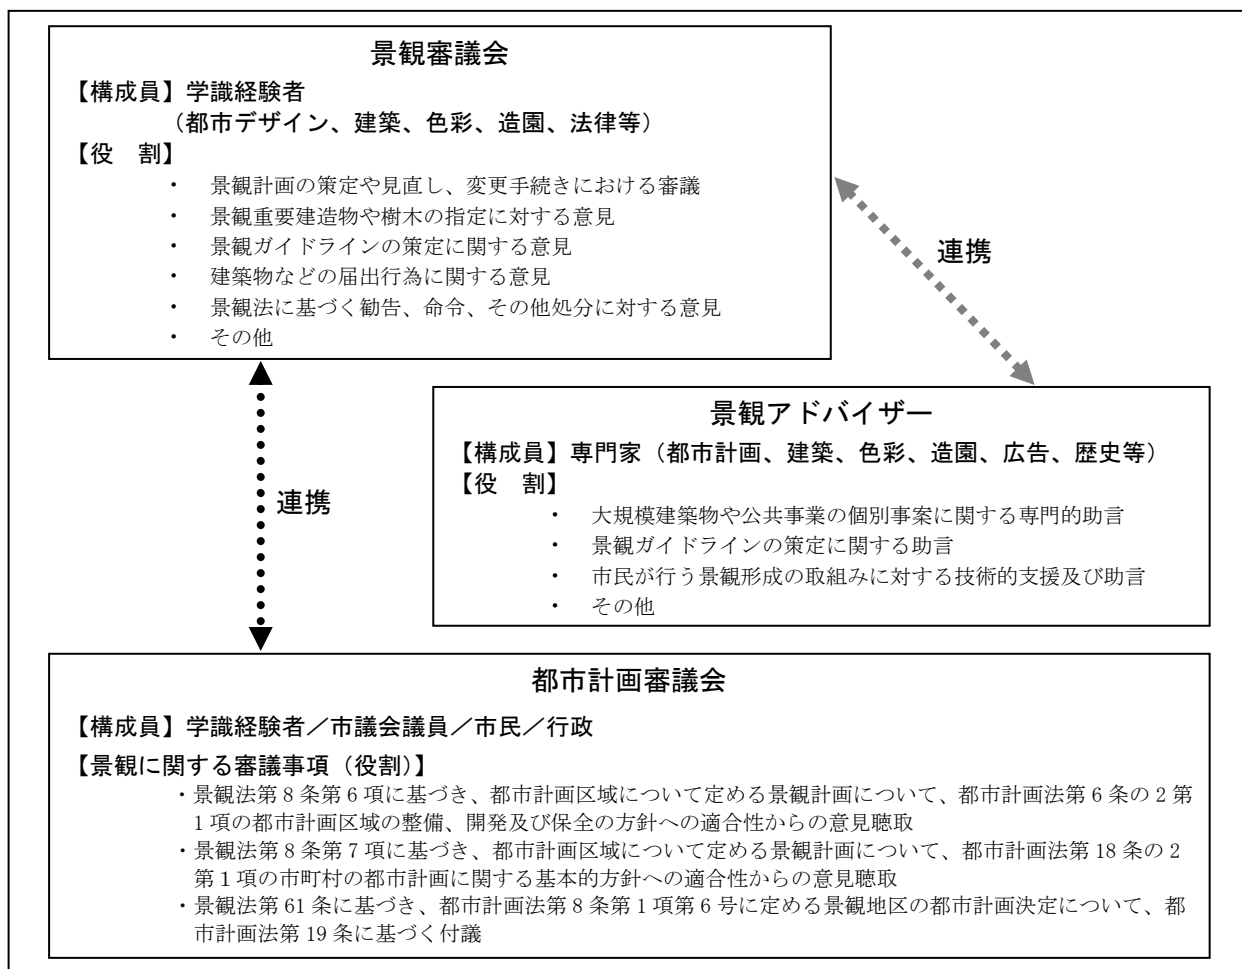 景観審議会
【構成員】学識経験者
（都市デザイン、建築、色彩、造園、法律等）
【役　割】
・ 景観計画の策定や見直し、変更手続きにおける審議
・ 景観重要建造物や樹木の指定に対する意見
・ 景観ガイドラインの策定に関する意見
・ 建築物などの届出行為に関する意見
・ 景観法に基づく勧告、命令、その他処分に対する意見
・ その他
連携
景観アドバイザー
【構成員】専門家（都市計画、建築、色彩、造園、広告、歴史等）
【役　割】
・ 大規模建築物や公共事業の個別事案に関する専門的助言
・ 景観ガイドラインの策定に関する助言
・ 市民が行う景観形成の取組みに対する技術的支援及び助言
・ その他
連携
都市計画審議会
【構成員】学識経験者／市議会議員／市民／行政
【景観に関する審議事項（役割）】
・景観法第８条第６項に基づき、都市計画区域について定める景観計画について、都市計画法第６条の２第
１項の都市計画区域の整備、開発及び保全の方針への適合性からの意見聴取
・景観法第８条第７項に基づき、都市計画区域について定める景観計画について、都市計画法第 18 条の２
第１項の市町村の都市計画に関する基本的方針への適合性からの意見聴取
・景観法第 61 条に基づき、都市計画法第８条第１項第６号に定める景観地区の都市計画決定について、都
市計画法第 19 条に基づく付議